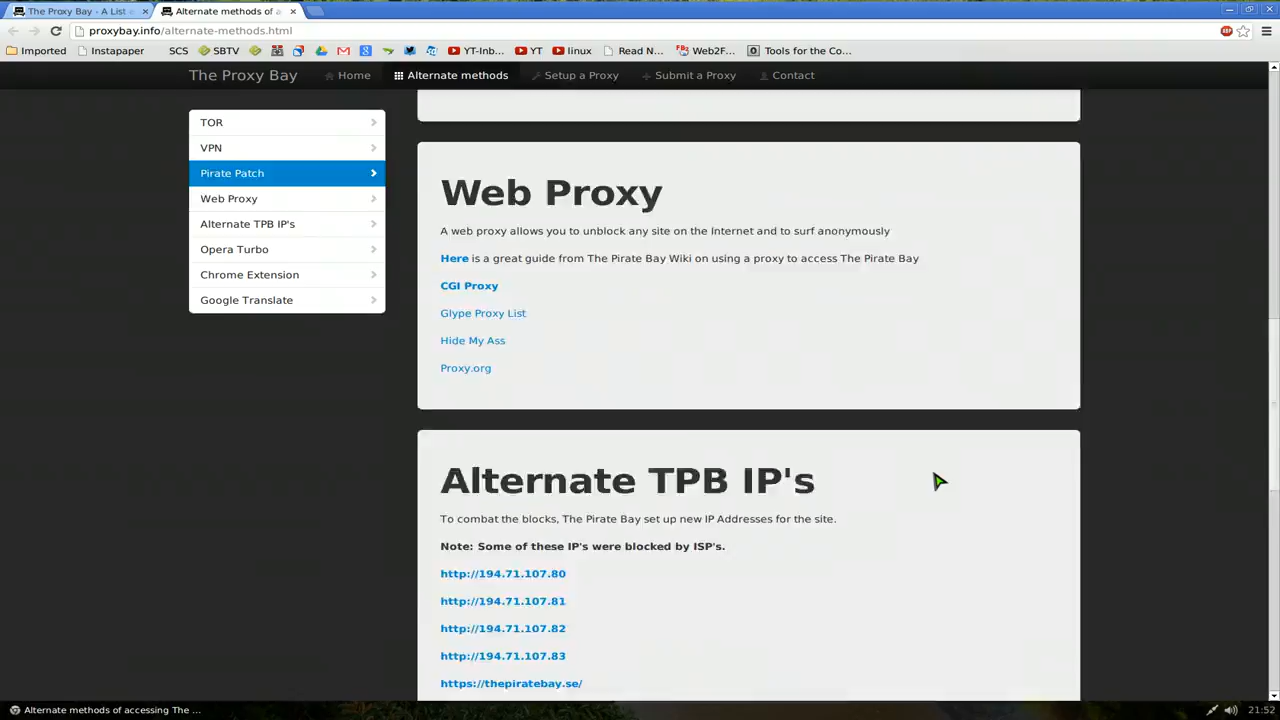 The Proxy Bay - A List
Alternate methods of a
proxybay.info/alternate-methods.html
Imported Instapaper SCS SBTV YT-Inb... YT linux Read N... Web2F... Tools for the Co...
The Proxy Bay Home Alternate methods Setup a Proxy Submit a Proxy Contact
TOR
VPN
Pirate Patch
Web Proxy
Alternate TPB IP's
Opera Turbo
Chrome Extension
Google Translate
Web Proxy
A web proxy allows you to unblock any site on the Internet and to surf anonymously
Here is a great guide from The Pirate Bay Wiki on using a proxy to access The Pirate Bay
CGI Proxy
Glype Proxy List
Hide My Ass
Proxy.org
Alternate TPB IP's
To combat the blocks, The Pirate Bay set up new IP Addresses for the site.
Note: Some of these IP's were blocked by ISP's.
http://194.71.107.80
http://194.71.107.81
http://194.71.107.82
http://194.71.107.83
https://thepiratebay.se/
Alternate methods of accessing The ...
21:52